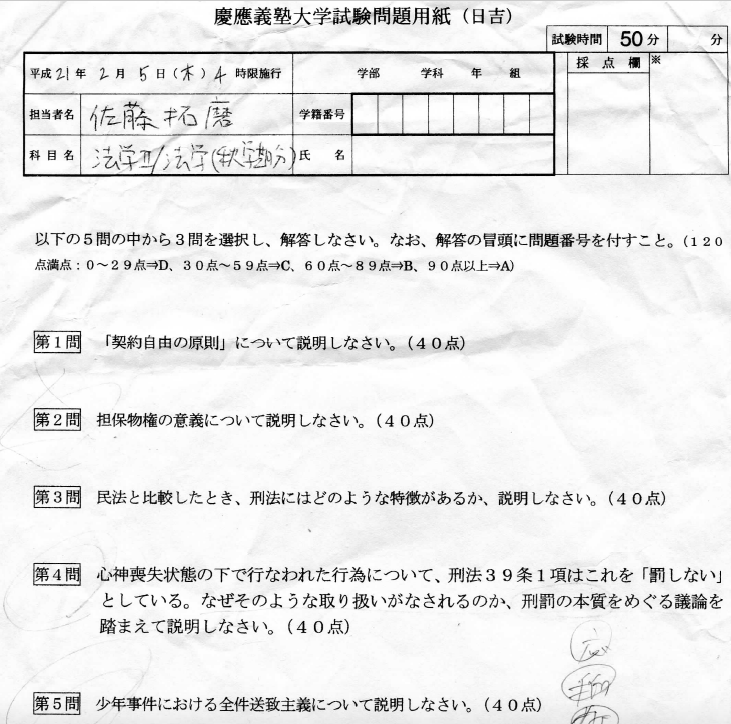 慶應義塾大学試験問題用紙（日吉）
試験時間 50分 分
平成21年2月5日（木）4時限施行 学部 学科 年 組 採点欄 ※
担当者名 佐藤拓磨 学籍番号
科目名 法学Ⅱ/法学(秋学期分) 氏名
以下の５問の中から３問を選択し、解答しなさい。なお、解答の冒頭に問題番号を付すこと。（１２０
点満点：０～２９点⇒D、３０点～５９点⇒C、６０点～８９点⇒B、９０点以上⇒A）
第１問 「契約自由の原則」について説明しなさい。（４０点）
第２問 担保物権の意義について説明しなさい。（４０点）
第３問 民法と比較したとき、刑法にはどのような特徴があるか、説明しなさい。（４０点）
第４問 心神喪失状態の下で行なわれた行為について、刑法３９条１項はこれを「罰しない」
としている。なぜそのような取り扱いがなされるのか、刑罰の本質をめぐる議論を
踏まえて説明しなさい。（４０点）
第５問 少年事件における全件送致主義について説明しなさい。（４０点）